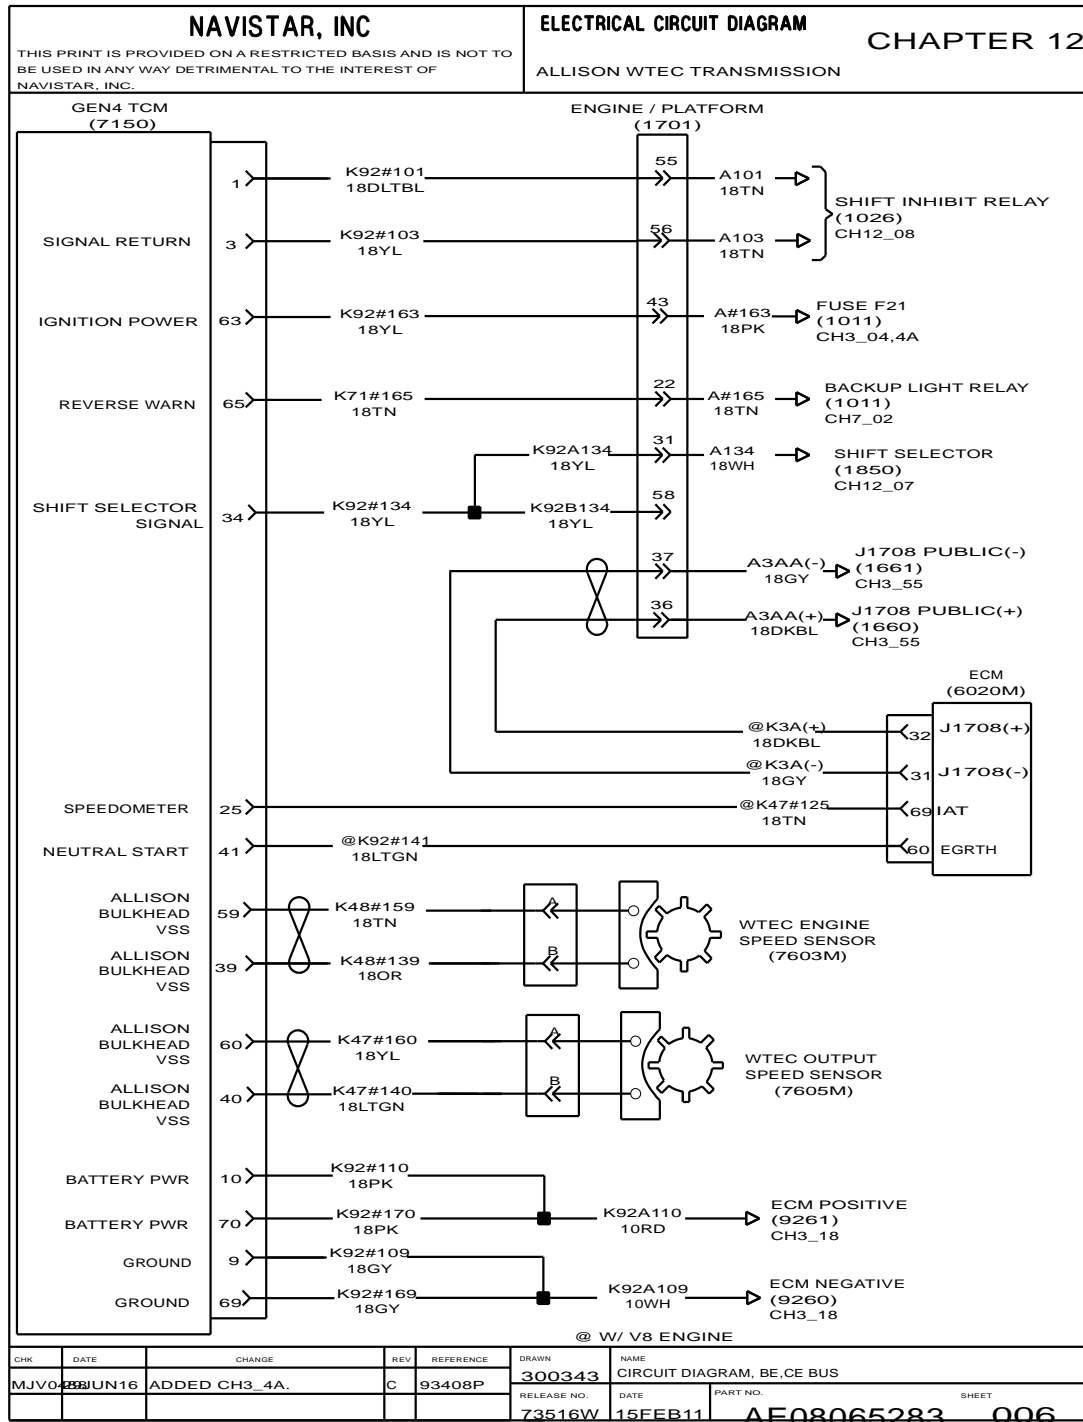 NAVISTAR, INC
THIS PRINT IS PROVIDED ON A RESTRICTED BASIS AND IS NOT TO
BE USED IN ANY WAY DETRIMENTAL TO THE INTEREST OF
NAVISTAR, INC.
ELECTRICAL CIRCUIT DIAGRAM
CHAPTER 12
ALLISON WTEC TRANSMISSION
GEN4 TCM
(7150)
ENGINE / PLATFORM
(1701)
1
K92#101
18DLTBL
55
A101
18TN
SHIFT INHIBIT RELAY
(1026)
CH12_08
SIGNAL RETURN
3
K92#103
18YL
56
A103
18TN
IGNITION POWER
63
K92#163
18YL
43
A#163
18PK
FUSE F21
(1011)
CH3_04,4A
REVERSE WARN
65
K71#165
18TN
22
A#165
18TN
BACKUP LIGHT RELAY
(1011)
CH7_02
K92A134
18YL
31
A134
18WH
SHIFT SELECTOR
(1850)
CH12_07
SHIFT SELECTOR
SIGNAL
34
K92#134
18YL
K92B134
18YL
58
37
A3AA(-)
18GY
J1708 PUBLIC(-)
(1661)
CH3_55
36
A3AA(+)
18DKBL
J1708 PUBLIC(+)
(1660)
CH3_55
ECM
(6020M)
@K3A(+)
18DKBL
32
J1708(+)
@K3A(-)
18GY
31
J1708(-)
SPEEDOMETER
25
@K47#125
18TN
69
IAT
NEUTRAL START
41
@K92#141
18LTGN
60
EGRTH
ALLISON
BULKHEAD
VSS
59
K48#159
18TN
A
WTEC ENGINE
SPEED SENSOR
(7603M)
ALLISON
BULKHEAD
VSS
39
K48#139
18OR
B
ALLISON
BULKHEAD
VSS
60
K47#160
18YL
A
WTEC OUTPUT
SPEED SENSOR
(7605M)
ALLISON
BULKHEAD
VSS
40
K47#140
18LTGN
B
BATTERY PWR
10
K92#110
18PK
BATTERY PWR
70
K92#170
18PK
K92A110
10RD
ECM POSITIVE
(9261)
CH3_18
GROUND
9
K92#109
18GY
GROUND
69
K92#169
18GY
K92A109
10WH
ECM NEGATIVE
(9260)
CH3_18
@ W/ V8 ENGINE
CHK
DATE
CHANGE
REV
REFERENCE
ADDED CH3_4A.
C
93408P
DRAWN
300343
NAME
CIRCUIT DIAGRAM, BE,CE BUS
RELEASE NO.
73516W
DATE
15FEB11
PART NO.
AE08065283
SHEET
006